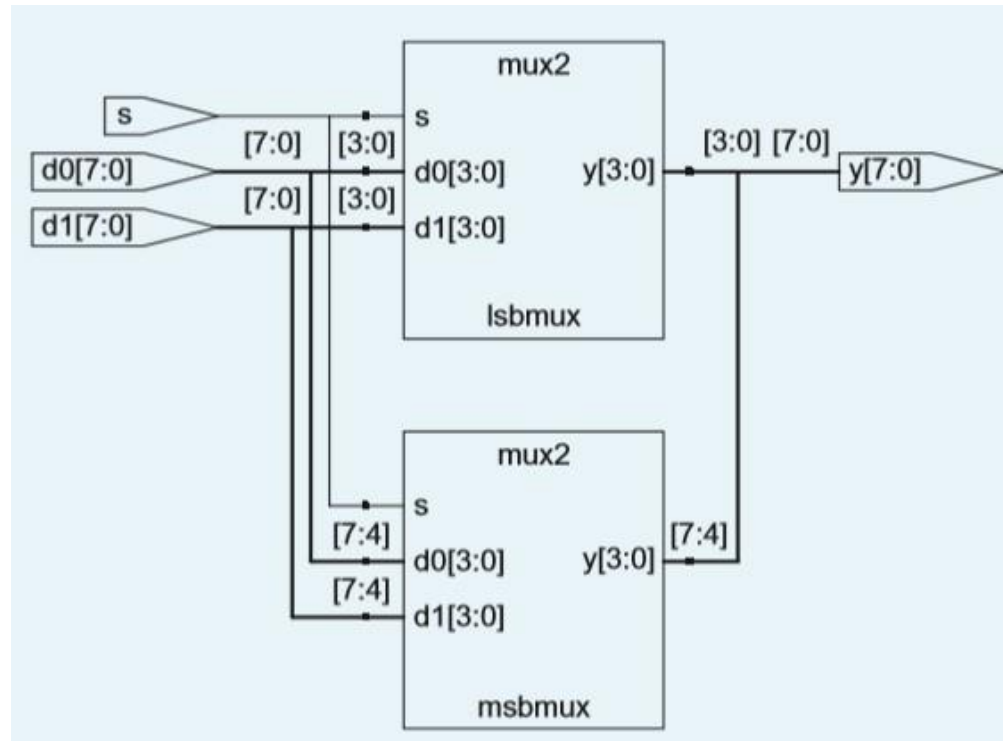 mux2
s
s
[7:0] [3:0]
[3:0] [7:0]
d0[7:0]
d0[3:0]
y[3:0]
y[7:0]
[7:0] [3:0]
d1[7:0]
d1[3:0]
lsbmux
mux2
s
[7:4]
[7:4]
d0[3:0]
y[3:0]
[7:4]
d1[3:0]
msbmux